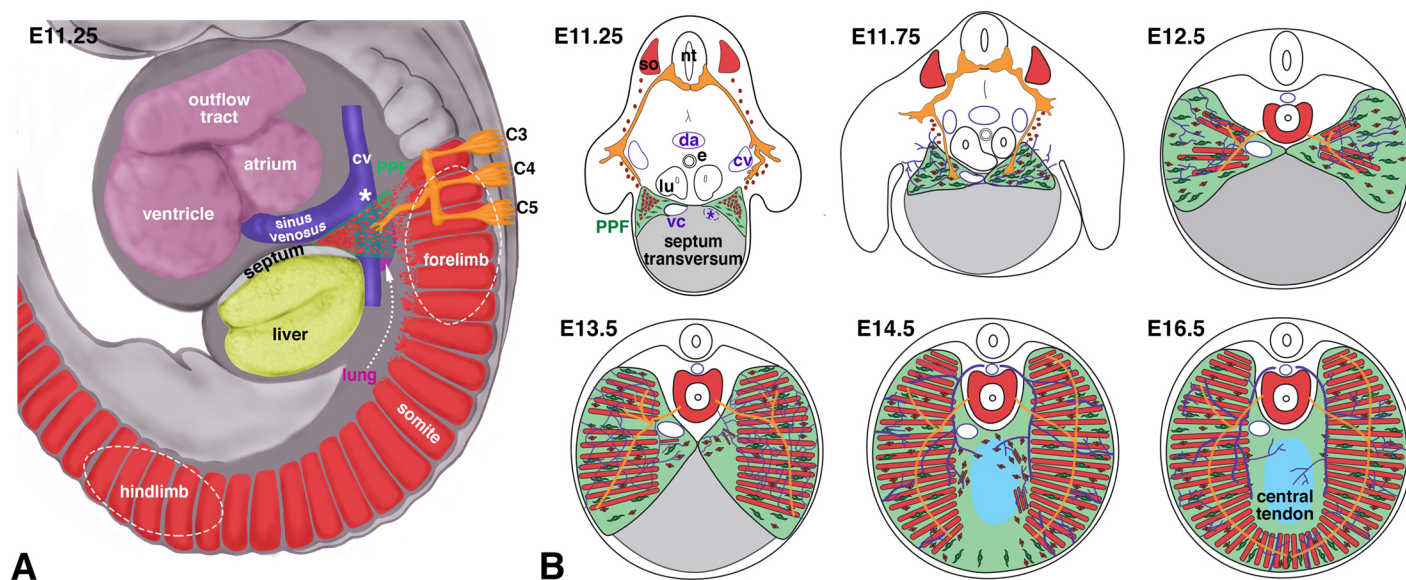 E11.25
outflow
tract
atrium
ventricle
cv
PPF
*
sinus
venosus
septum
liver
lung
forelimb
somite
hindlimb
C3
C4
C5
A
E11.25
so
nt
da
e
cv
lu
PPF
vc
*
septum
transversum
E11.75
E12.5
E13.5
E14.5
E16.5
central
tendon
B